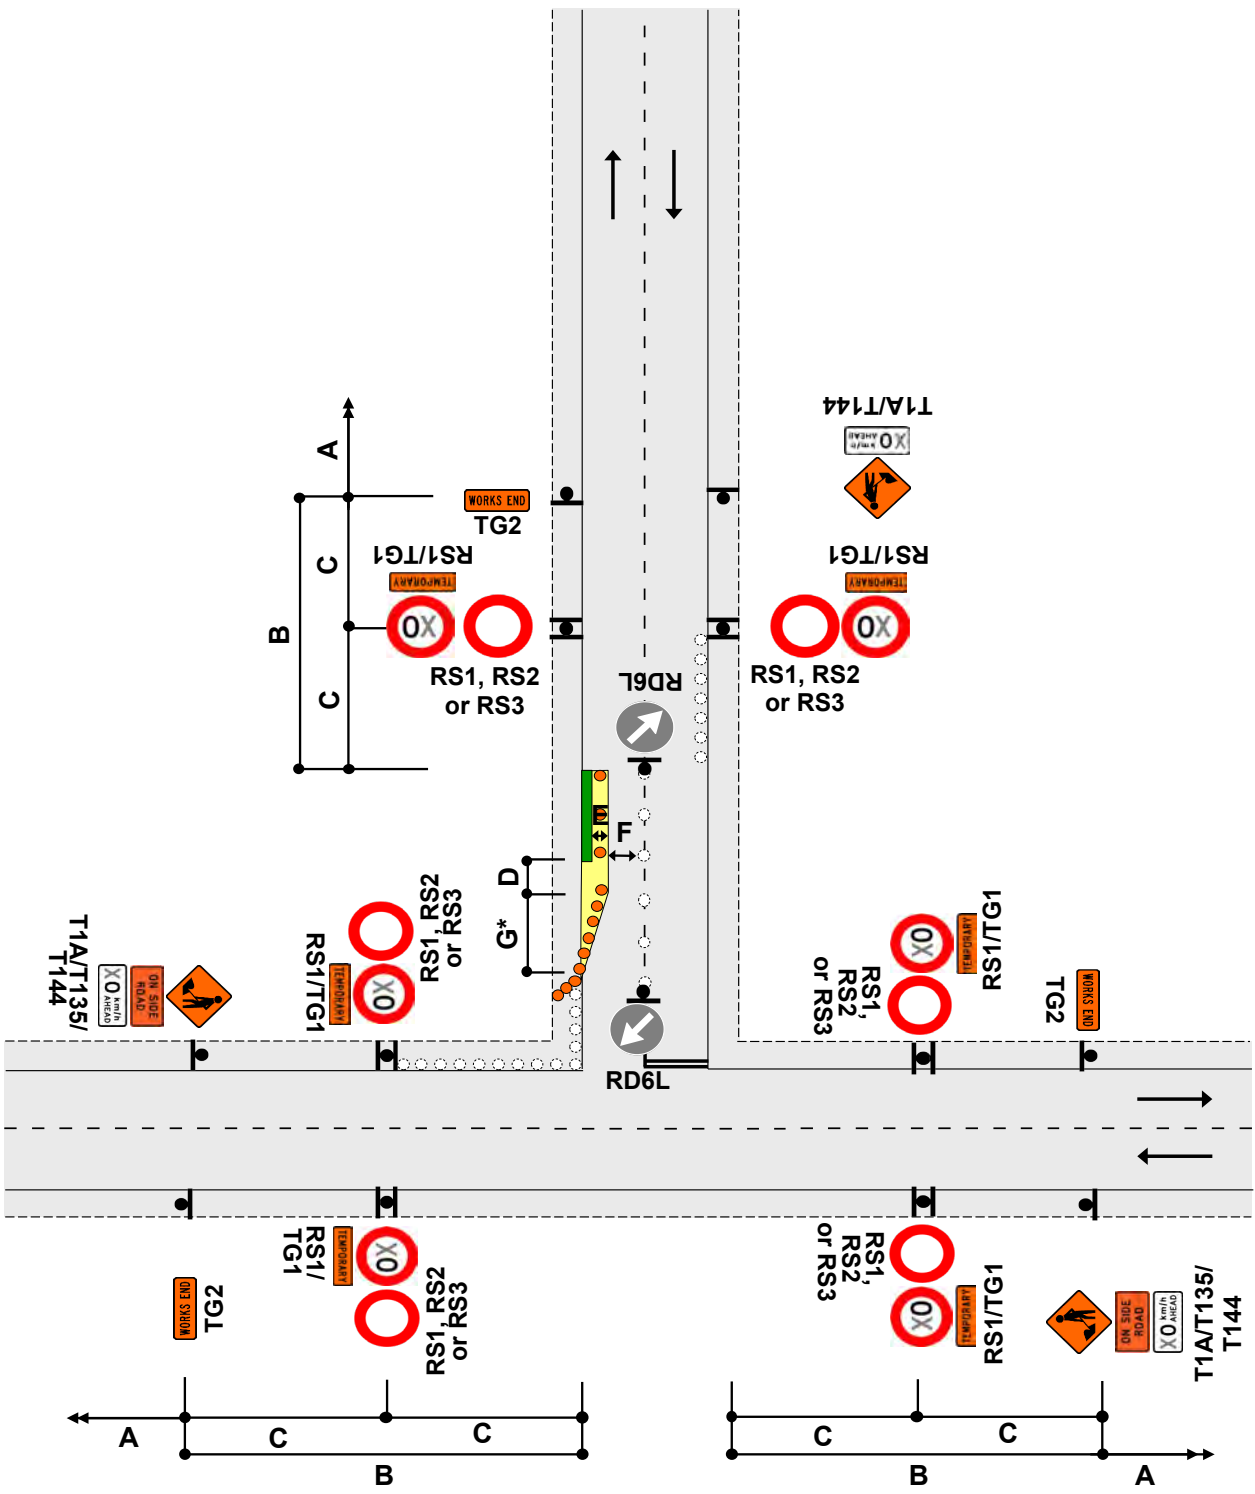 T1A/T144
X0 km/h
AHEAD
A
WORKS END
TG2
C
RS1/TG1
TEMPORARY
X0
RS1, RS2
or RS3
RS1/TG1
TEMPORARY
X0
RS1, RS2
or RS3
B
C
RD6L
E
F
D
G*
T1A/T135/
T144
X0 km/h
AHEAD
ON SIDE
ROAD
RS1/TG1
TEMPORARY
X0
RS1, RS2
or RS3
X0
TEMPORARY
RS1/TG1
RS1,
RS2
or RS3
TG2
WORKS END
RD6L
WORKS END
TG2
RS1/
TG1
TEMPORARY
X0
RS1, RS2
or RS3
RS1,
RS2
or RS3
X0
TEMPORARY
RS1/TG1
ON SIDE
ROAD
X0 km/h
AHEAD
T1A/T135/
T144
A
C
C
B
C
C
B
A